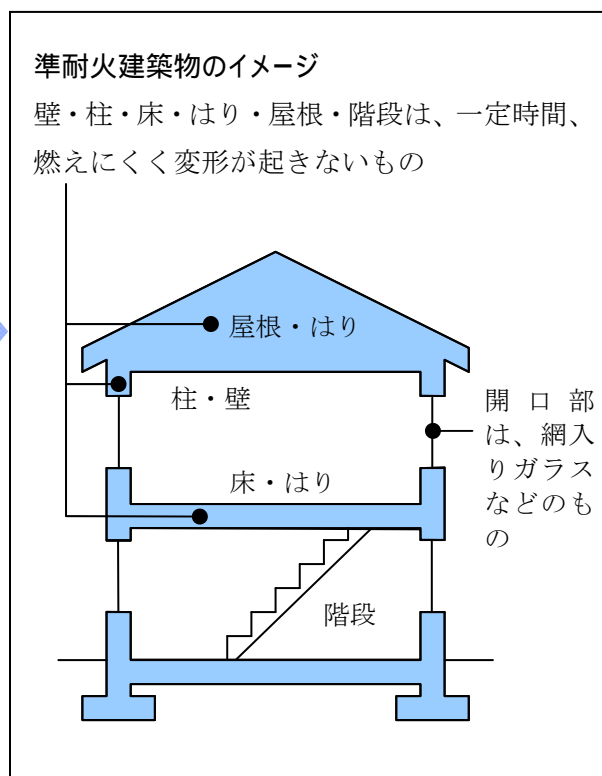 準耐火建築物のイメージ
壁・柱・床・はり・屋根・階段は、一定時間、
燃えにくく変形が起きないもの
屋根・はり
柱・壁
開口部
は、網入
りガラス
などのも
の
床・はり
階段